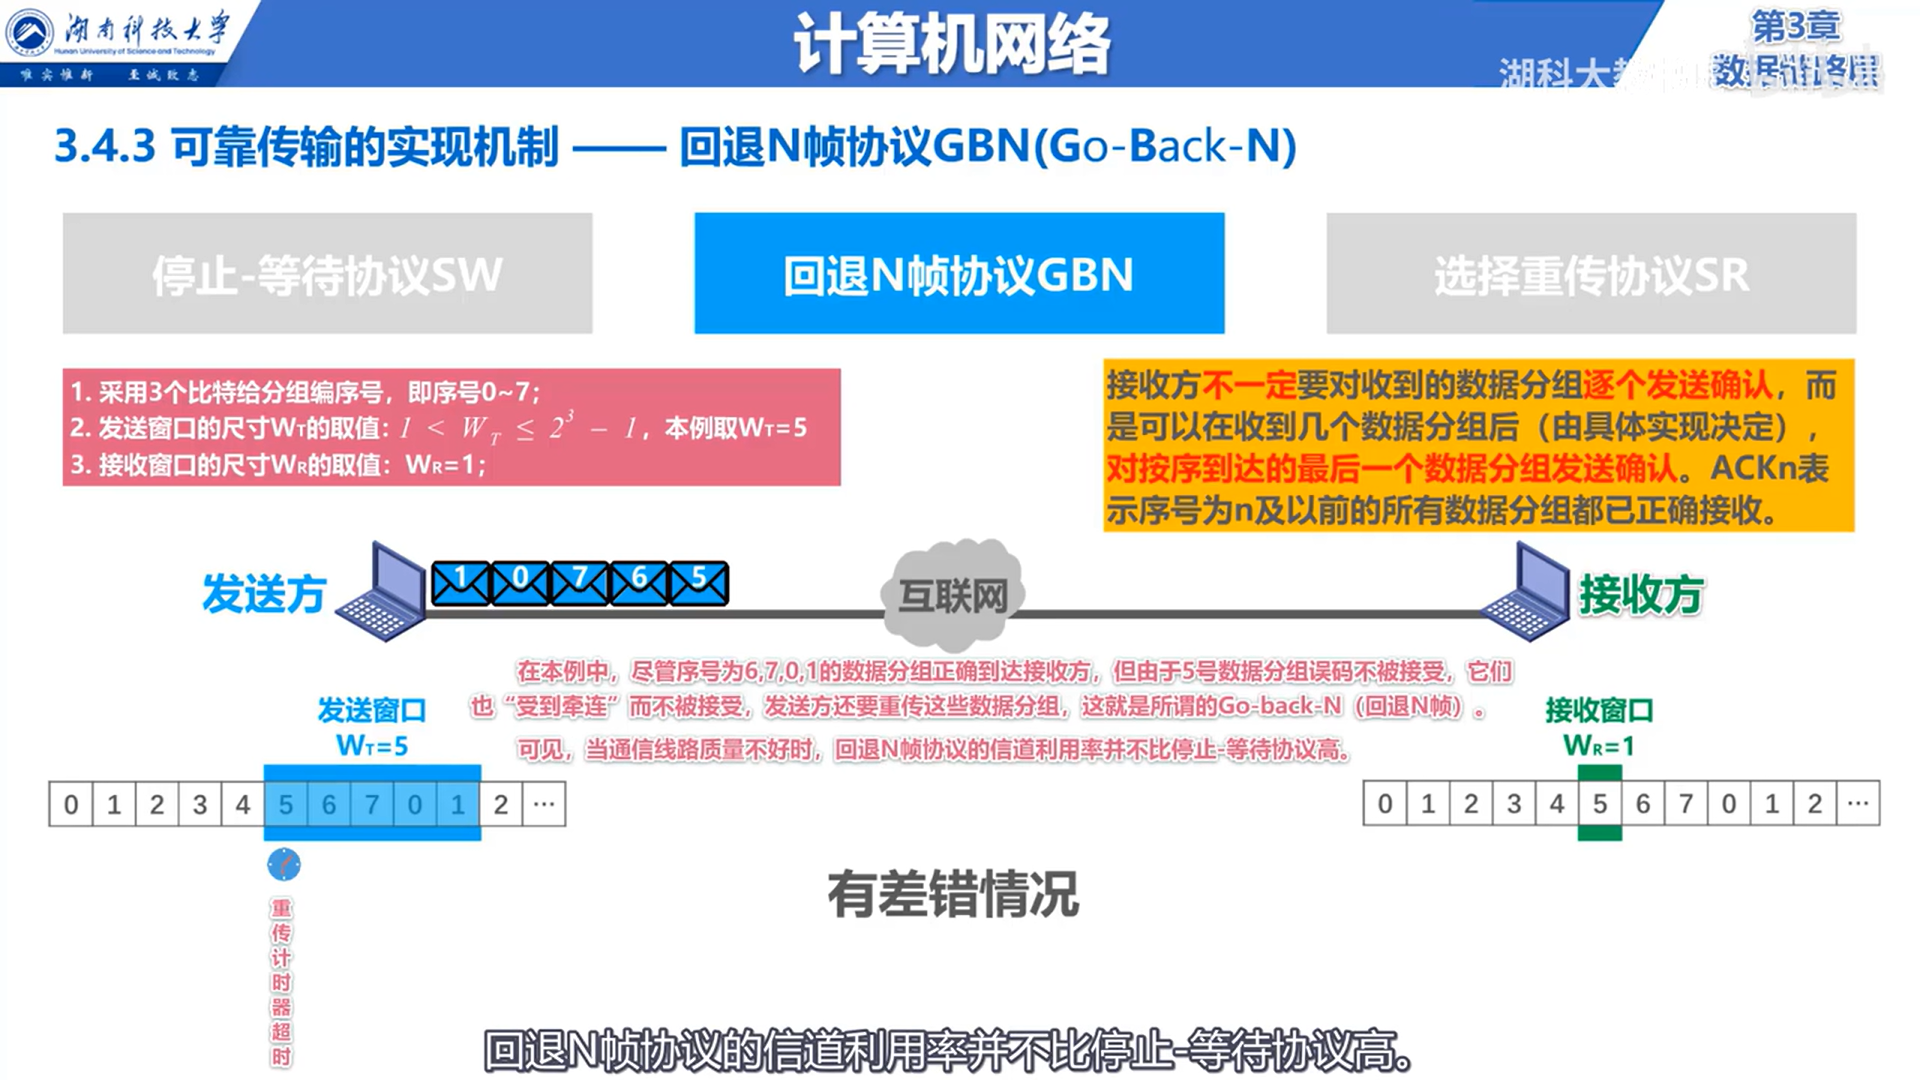 湖南科技大学
Hunan University of Science and Technology
唯实惟新 至诚致志
计算机网络
第3章
湖科大教
数据链路层
3.4.3 可靠传输的实现机制 —— 回退N帧协议GBN(Go-Back-N)
停止-等待协议SW
回退N帧协议GBN
选择重传协议SR
1. 采用3个比特给分组编序号，即序号0~7；
2. 发送窗口的尺寸WT的取值：1 < W T ≤ 2³ − 1，本例取WT=5
3. 接收窗口的尺寸WR的取值：WR=1；
接收方不一定要对收到的数据分组逐个发送确认，而
是可以在收到几个数据分组后（由具体实现决定），
对按序到达的最后一个数据分组发送确认。ACKn表
示序号为n及以前的所有数据分组都已正确接收。
发送方
1 0 7 6 5
互联网
接收方
在本例中，尽管序号为6,7,0,1的数据分组正确到达接收方，但由于5号数据分组误码不被接受，它们
也“受到牵连”而不被接受，发送方还要重传这些数据分组，这就是所谓的Go-back-N（回退N帧）。
可见，当通信线路质量不好时，回退N帧协议的信道利用率并不比停止-等待协议高。
发送窗口
WT=5
0 1 2 3 4 5 6 7 0 1 2 ···
接收窗口
WR=1
0 1 2 3 4 5 6 7 0 1 2 ···
重传计时器超时
有差错情况
回退N帧协议的信道利用率并不比停止-等待协议高。